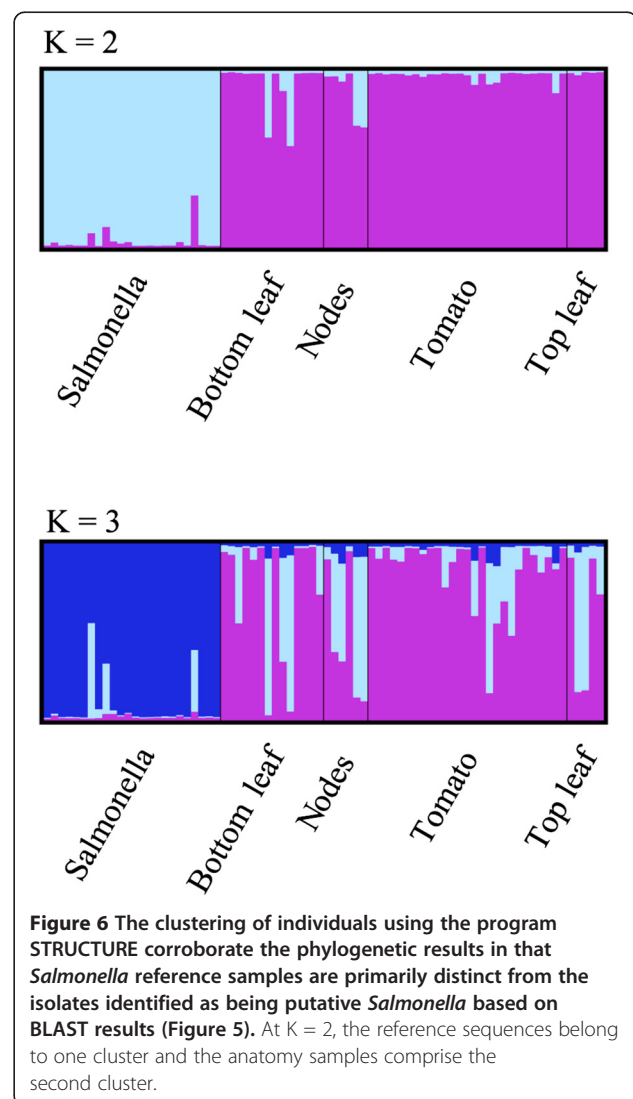 K = 2
Salmonella
Bottom leaf
Nodes
Tomato
Top leaf
K = 3
Salmonella
Bottom leaf
Nodes
Tomato
Top leaf
Figure 6 The clustering of individuals using the program
STRUCTURE corroborate the phylogenetic results in that
Salmonella reference samples are primarily distinct from the
isolates identified as being putative Salmonella based on
BLAST results (Figure 5). At K = 2, the reference sequences belong
to one cluster and the anatomy samples comprise the
second cluster.